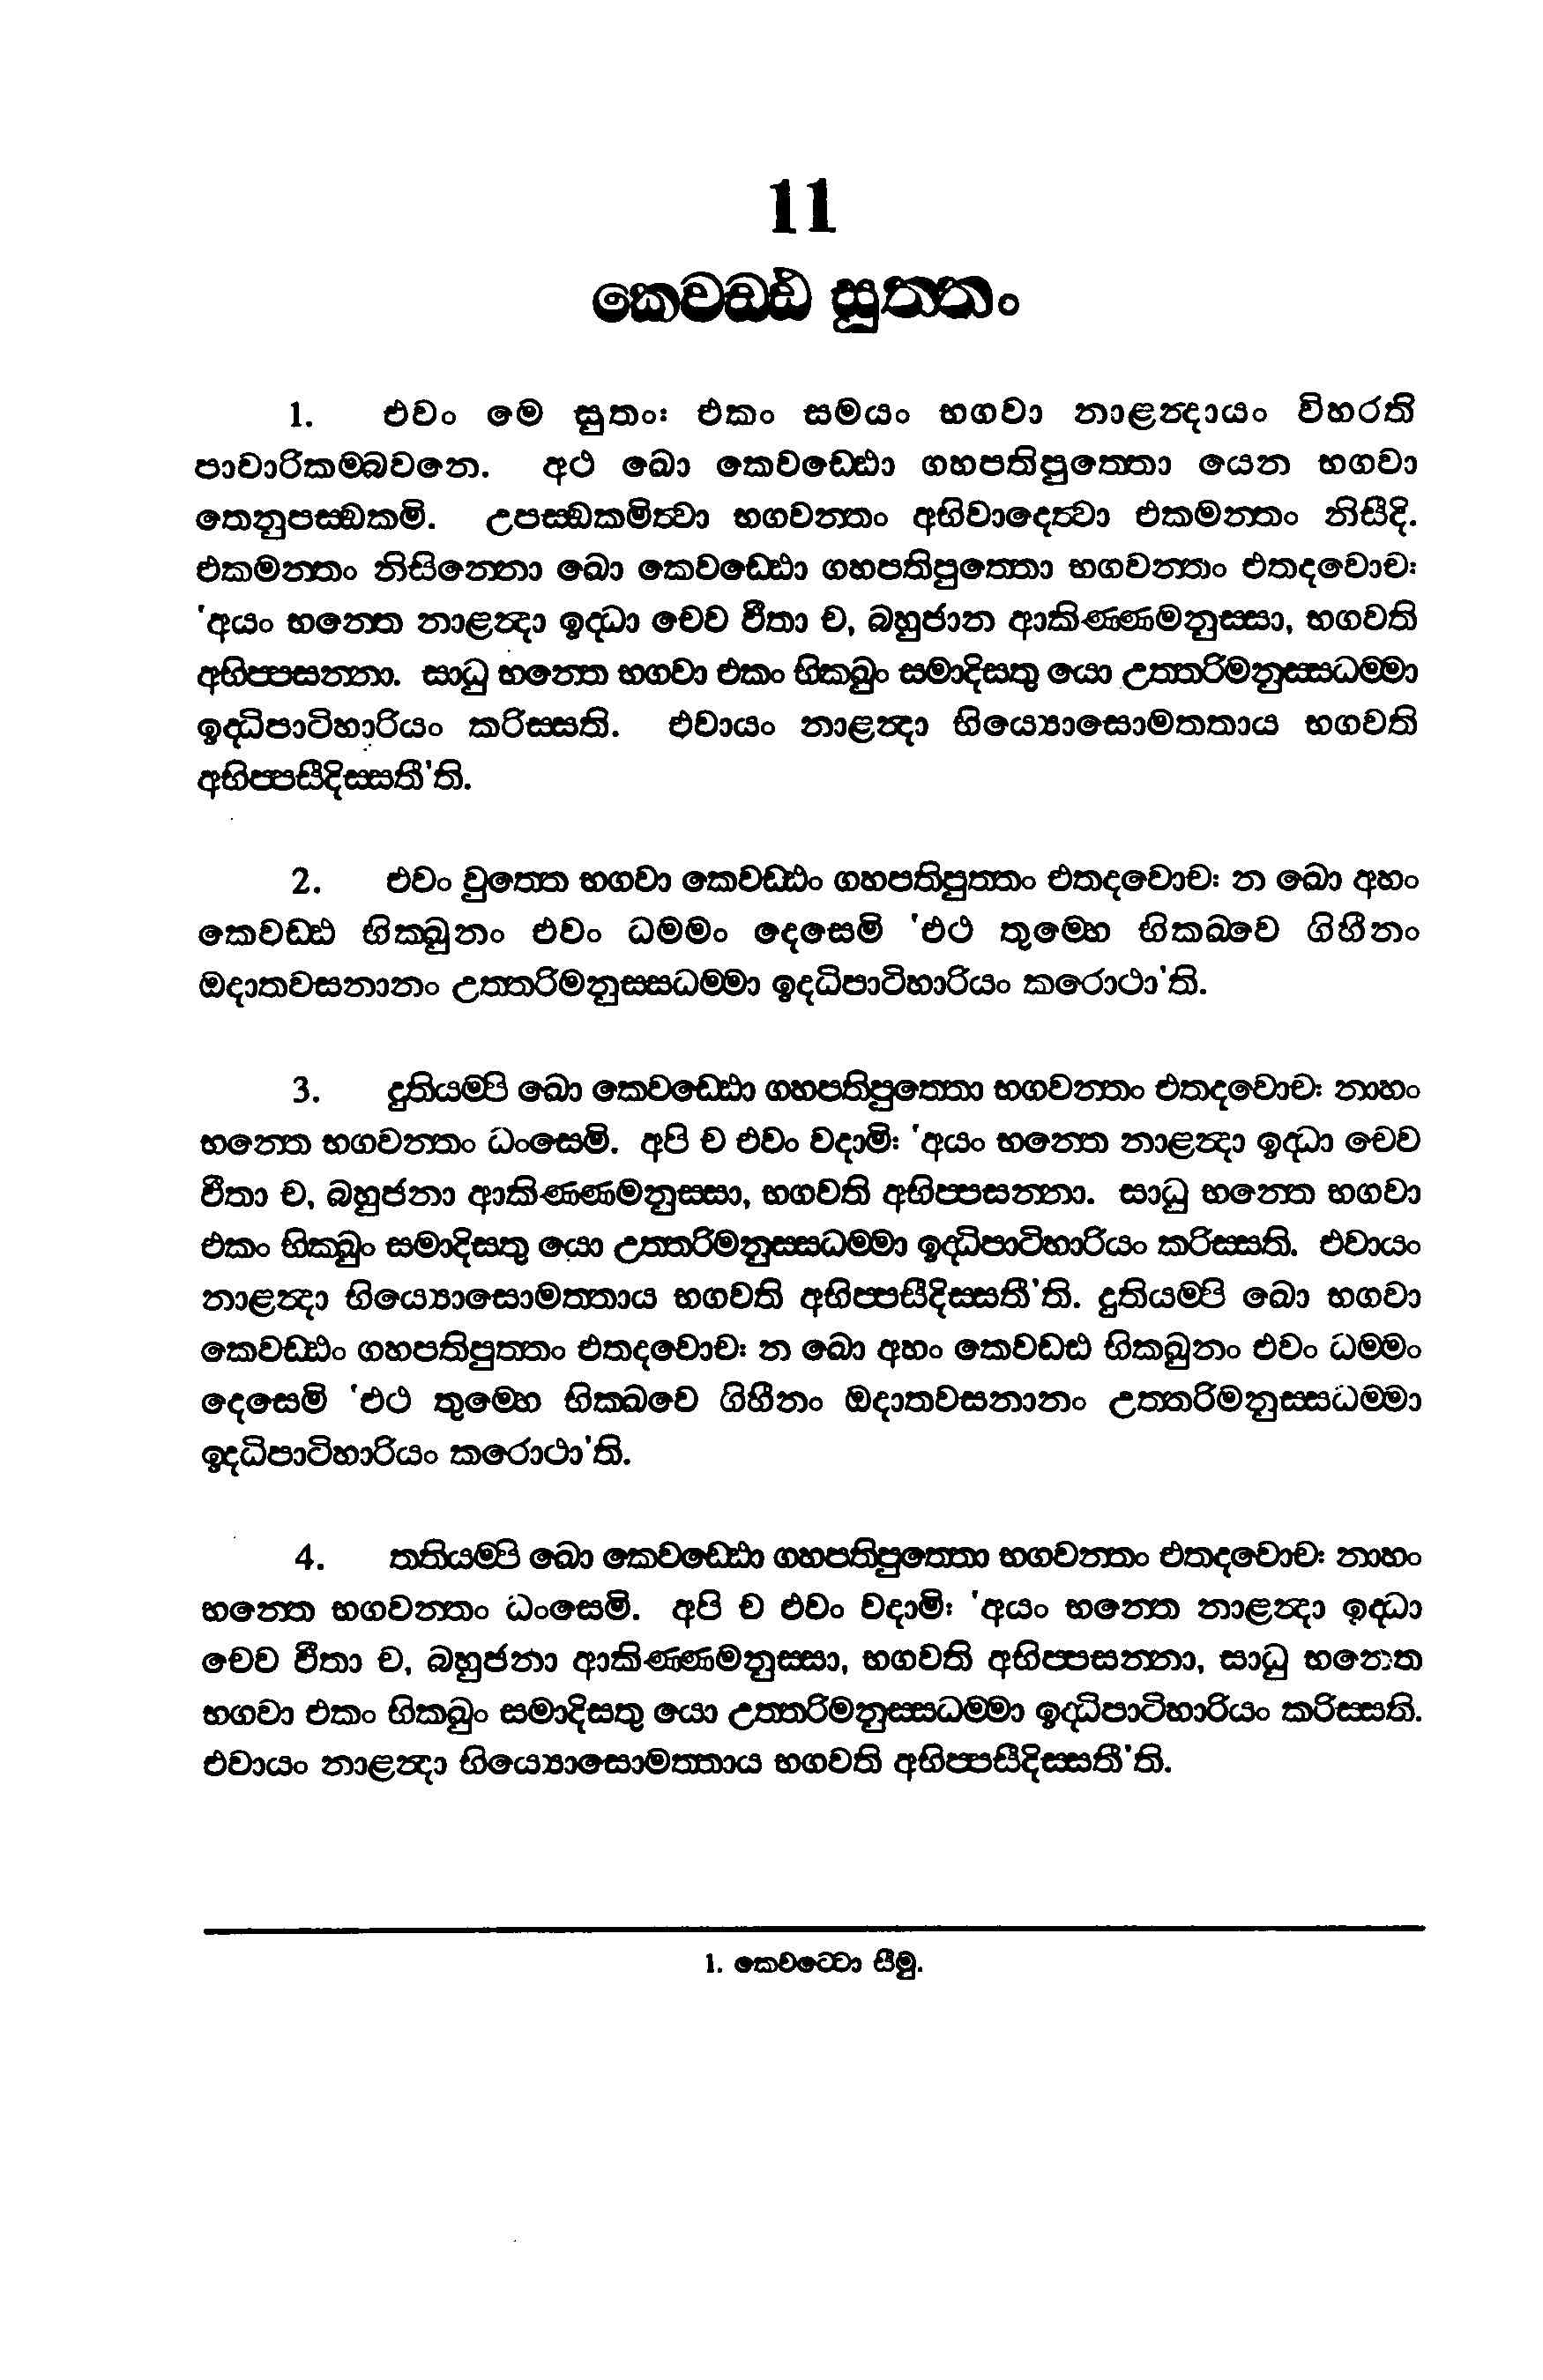 11
කෙවඩ්ඪ සුත්තං
1. එවං මෙ සුතං: එකං සමයං භගවා නාළන්දායං විහරති
පාවාරිකම්බවනෙ. අථ ඛො කෙවඩ්ඪො ගහපතිපුත්තො යෙන භගවා
තෙනුපසඞ්කමි. උපසඞ්කමිත්වා භගවන්තං අභිවාදෙත්වා එකමන්තං නිසීදි.
එකමන්තං නිසින්නො ඛො කෙවඩ්ඪො ගහපතිපුත්තො භගවන්තං එතදවොච:
'අයං භන්තෙ නාළන්දා ඉද්ධා චෙව ඵීතා ච, බහුජාන ආකිණ්ණමනුස්සා, භගවති
අභිප්පසන්නා. සාධු භන්තෙ භගවා එකං භික්ඛුං සමාදිසතු යො උත්තරිමනුස්සධම්මා
ඉද්ධිපාටිහාරියං කරිස්සති. එවායං නාළන්දා භිය්‍යොසොමතතාය භගවති
අභිප්පසීදිස්සතී'ති.
2. එවං වුත්තෙ භගවා කෙවඩ්ඪං ගහපතිපුත්තං එතදවොච: න ඛො අහං
කෙවඩ්ඪ භික්ඛූනං එවං ධම්මං දෙසෙමි 'එථ තුම්හෙ භික්ඛවෙ ගිහීනං
ඔදාතවසනානං උත්තරිමනුස්සධම්මා ඉද්ධිපාටිහාරියං කරොථා'ති.
3. දුතියම්පි ඛො කෙවඩ්ඪො ගහපතිපුත්තො භගවන්තං එතදවොච: නාහං
භන්තෙ භගවන්තං ධංසෙමි. අපි ච එවං වදාමි: 'අයං භන්තෙ නාළන්දා ඉද්ධා චෙව
ඵීතා ච, බහුජනා ආකිණ්ණමනුස්සා, භගවති අභිප්පසන්නා. සාධු භන්තෙ භගවා
එකං භික්ඛුං සමාදිසතු යො උත්තරිමනුස්සධම්මා ඉද්ධිපාටිහාරියං කරිස්සති. එවායං
නාළන්දා භිය්‍යොසොමත්තාය භගවති අභිප්පසීදිස්සතී'ති. දුතියම්පි ඛො භගවා
කෙවඩ්ඪං ගහපතිපුත්තං එතදවොච: න ඛො අහං කෙවඩ්ඪ භික්ඛූනං එවං ධම්මං
දෙසෙමි 'එථ තුම්හෙ භික්ඛවෙ ගිහීනං ඔදාතවසනානං උත්තරිමනුස්සධම්මා
ඉද්ධිපාටිහාරියං කරොථා'ති.
4. තතියම්පි ඛො කෙවඩ්ඪො ගහපතිපුත්තො භගවන්තං එතදවොච: නාහං
භන්තෙ භගවන්තං ධංසෙමි. අපි ච එවං වදාමි: 'අයං භන්තෙ නාළන්දා ඉද්ධා
චෙව ඵීතා ච, බහුජනා ආකිණ්ණමනුස්සා, භගවති අභිප්පසන්නා, සාධු භන්තෙ
භගවා එකං භික්ඛුං සමාදිසතු යො උත්තරිමනුස්සධම්මා ඉද්ධිපාටිහාරියං කරිස්සති.
එවායං නාළන්දා භිය්‍යොසොමත්තාය භගවති අභිප්පසීදිස්සතී'ති.
1. කෙවට්ටො සීමු.